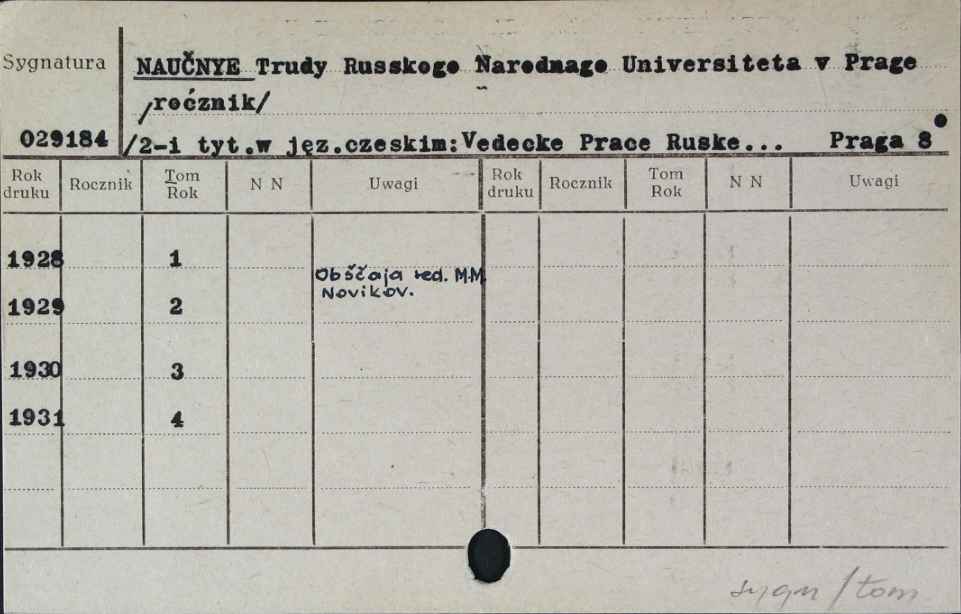 Sygnatura
NAUČNYE Trudy Russkogo Narodnago Universiteta v Prage
/roćznik/
029184
/2-i tyt.w jęz.czeskim:Vedecke Prace Ruske... Praga 8°
Rok druku Rocznik Tom Rok N N Uwagi Rok druku Rocznik Tom Rok N N Uwagi
1928 1
Obščaja red. M.M.
Novikov.
1929 2
1930 3
1931 4
sygn/tom